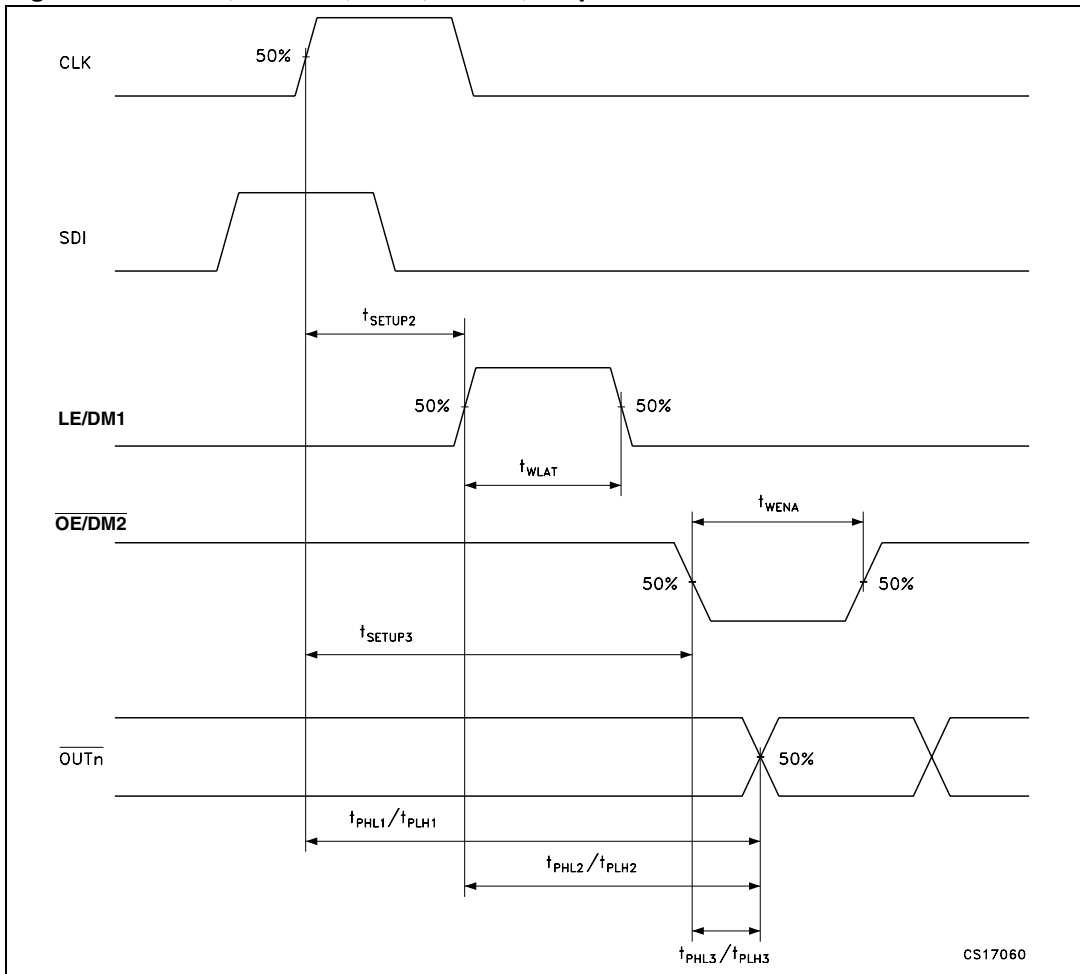 CLK
50%
SDI
tSETUP2
50%
50%
LE/DM1
tWLAT
OE/DM2
tWENA
50%
50%
tSETUP3
OUTn
50%
tPHL1/tPLH1
tPHL2/tPLH2
tPHL3/tPLH3
CS17060